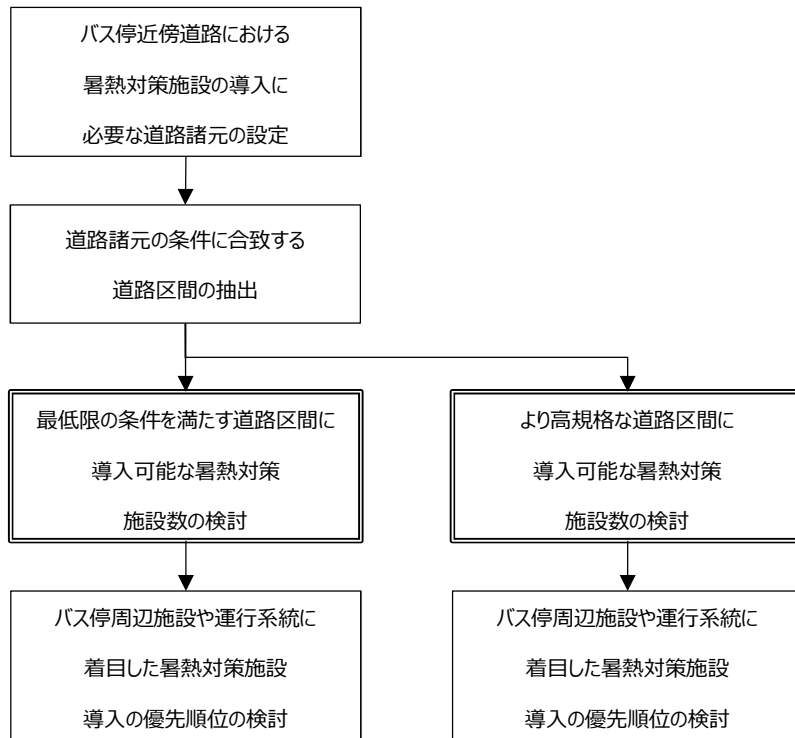 バス停近傍道路における
暑熱対策施設の導入に
必要な道路諸元の設定
道路諸元の条件に合致する
道路区間の抽出
最低限の条件を満たす道路区間に
導入可能な暑熱対策
施設数の検討
より高規格な道路区間に
導入可能な暑熱対策
施設数の検討
バス停周辺施設や運行系統に
着目した暑熱対策施設
導入の優先順位の検討
バス停周辺施設や運行系統に
着目した暑熱対策施設
導入の優先順位の検討